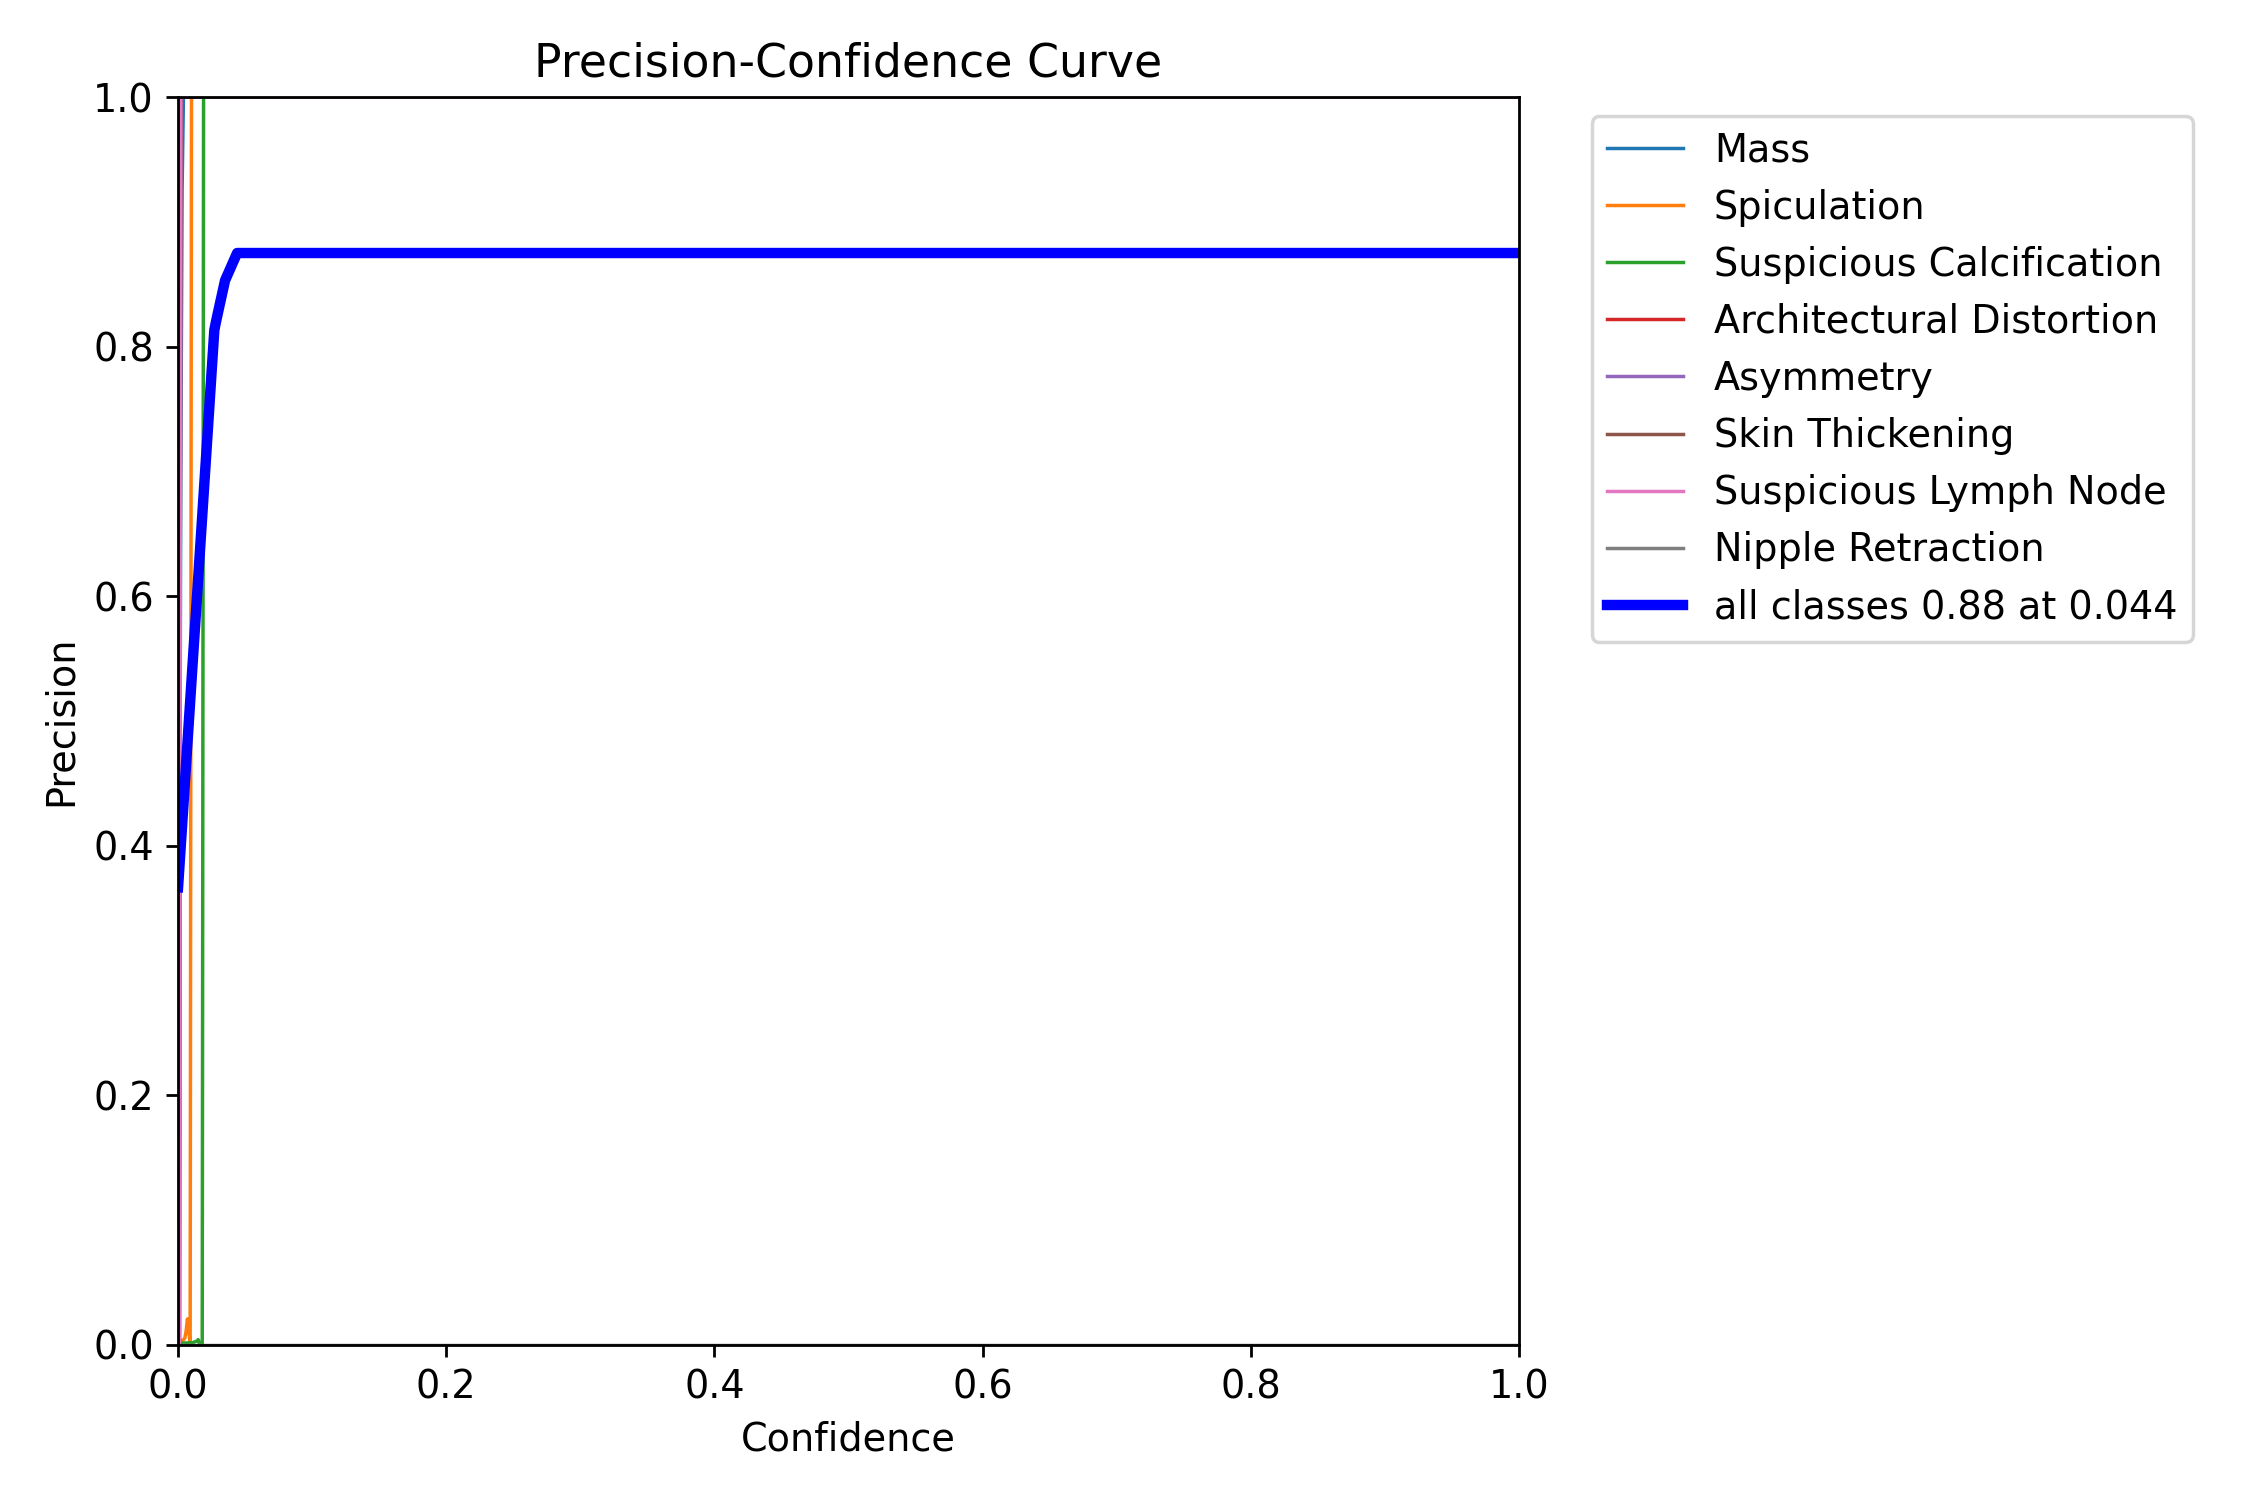 Precision-Confidence Curve
1.0
0.8
0.6
0.4
0.2
0.0
Precision
0.0 0.2 0.4 0.6 0.8 1.0
Confidence
Mass
Spiculation
Suspicious Calcification
Architectural Distortion
Asymmetry
Skin Thickening
Suspicious Lymph Node
Nipple Retraction
all classes 0.88 at 0.044